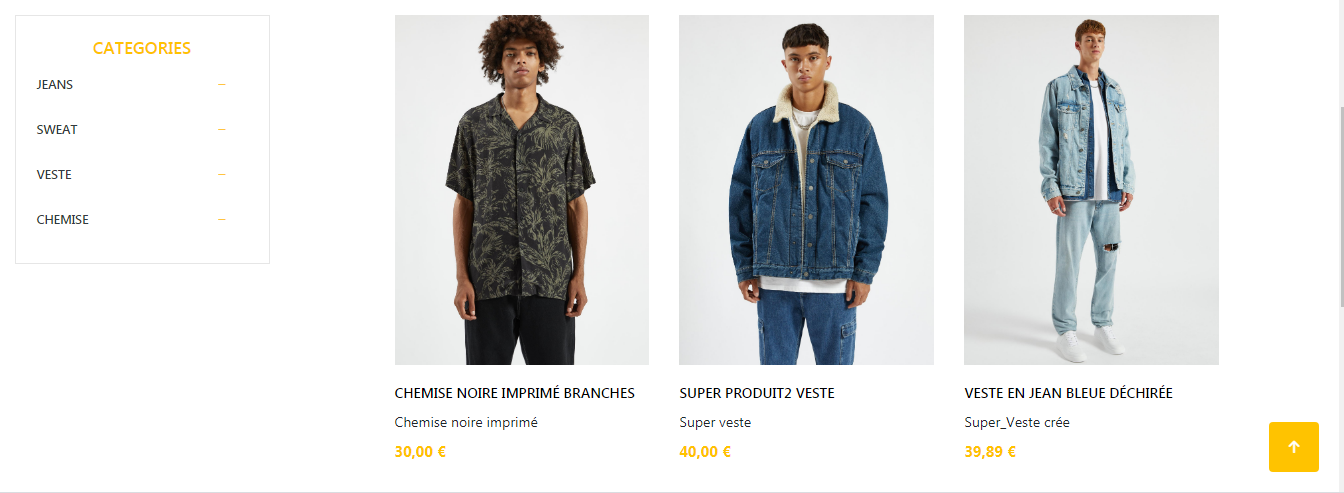 CATEGORIES
JEANS –
SWEAT –
VESTE –
CHEMISE –
CHEMISE NOIRE IMPRIMÉ BRANCHES
Chemise noire imprimé
30,00 €
SUPER PRODUIT2 VESTE
Super veste
40,00 €
VESTE EN JEAN BLEUE DÉCHIRÉE
Super_Veste crée
39,89 €